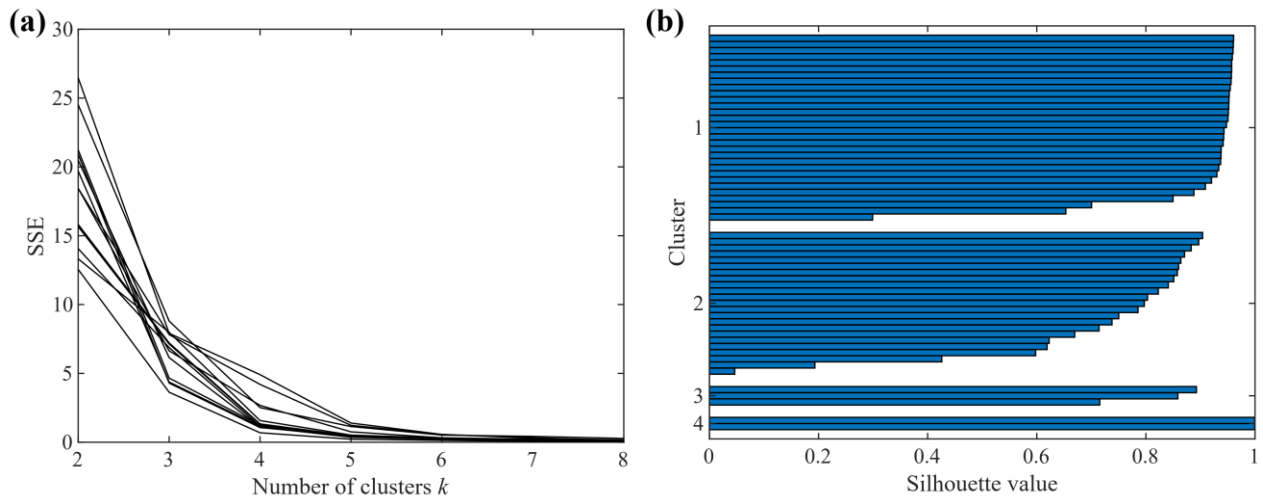 (a)
30
25
20
15
10
5
0
SSE
2 3 4 5 6 7 8
Number of clusters k
(b)
1
2
3
4
Cluster
0 0.2 0.4 0.6 0.8 1
Silhouette value